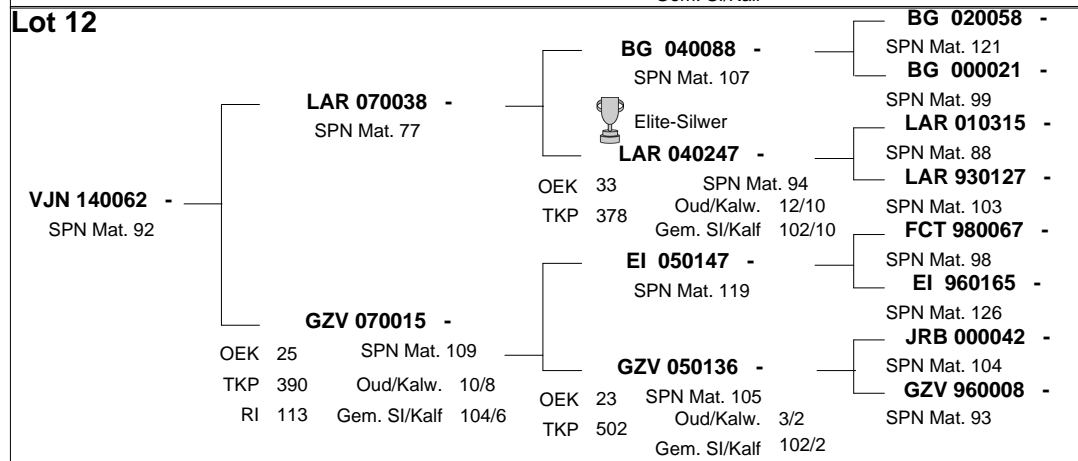 Lot 12
BG 020058 -
BG 040088 -
SPN Mat. 121
SPN Mat. 107
BG 000021 -
LAR 070038 -
SPN Mat. 99
SPN Mat. 77
Elite-Silwer
LAR 010315 -
LAR 040247 -
SPN Mat. 88
OEK 33 SPN Mat. 94
LAR 930127 -
VJN 140062 -
TKP 378 Oud/Kalw. 12/10
SPN Mat. 103
SPN Mat. 92
Gem. SI/Kalf 102/10
FCT 980067 -
EI 050147 -
SPN Mat. 98
SPN Mat. 119
EI 960165 -
GZV 070015 -
SPN Mat. 126
OEK 25 SPN Mat. 109
JRB 000042 -
GZV 050136 -
SPN Mat. 104
TKP 390 Oud/Kalw. 10/8
OEK 23 SPN Mat. 105
GZV 960008 -
RI 113 Gem. SI/Kalf 104/6
TKP 502 Oud/Kalw. 3/2
SPN Mat. 93
Gem. SI/Kalf 102/2